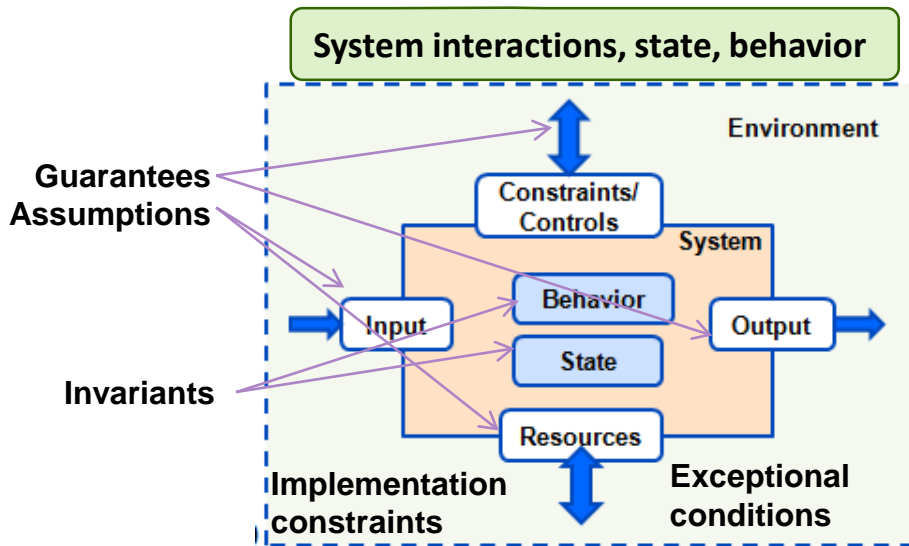 System interactions, state, behavior
Environment
Guarantees
Assumptions
Constraints/
Controls
System
Behavior
Input
Output
State
Invariants
Resources
Implementation
constraints
Exceptional
conditions